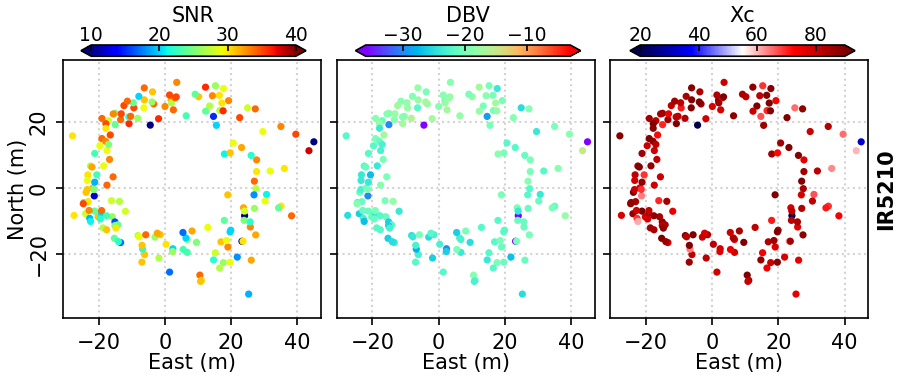 SNR DBV Xc
10 20 30 40 −30 −20 −10 20 40 60 80
North (m)
20
0
−20
IR5210
−20 0 20 40 −20 0 20 40 −20 0 20 40
East (m) East (m) East (m)